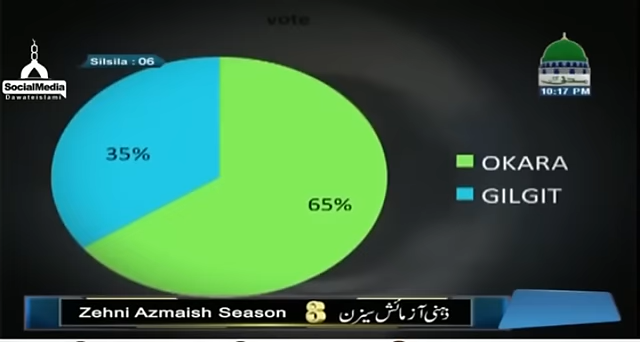 vote
Silsila : 06
SocialMedia
Dawateislami
10:17 PM
35%
65%
OKARA
GILGIT
Zehni Azmaish Season 8 ذہنی آزمائش سیزن